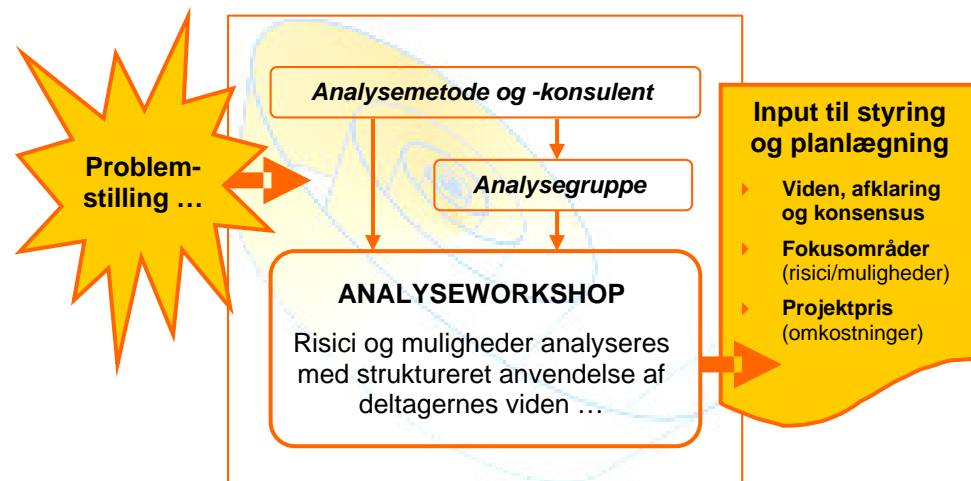 Problem-
stilling …
Analysemetode og -konsulent
Analysegruppe
ANALYSEWORKSHOP
Risici og muligheder analyseres
med struktureret anvendelse af
deltagernes viden …
Input til styring
og planlægning
Viden, afklaring
og konsensus
Fokusområder
(risici/muligheder)
Projektpris
(omkostninger)